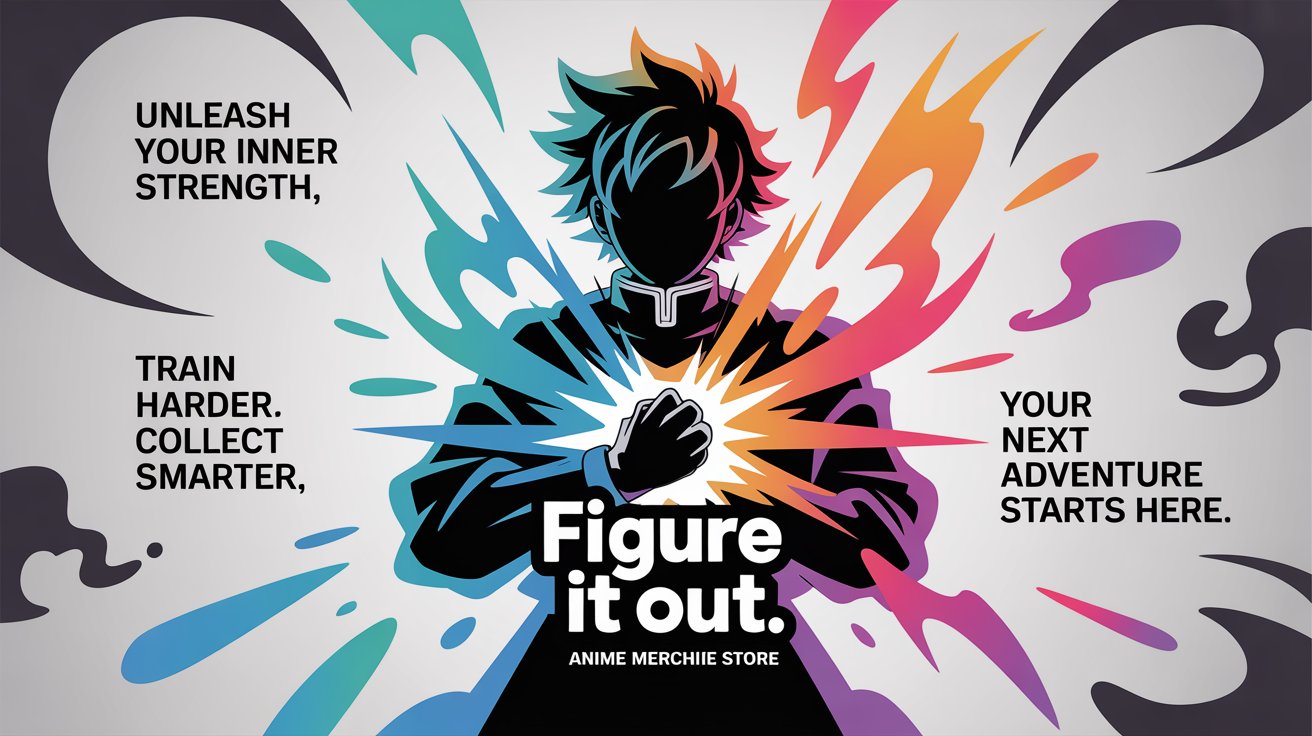 UNLEASH
YOUR INNER
STRENGTH,
TRAIN
HARDER.
COLLECT
SMARTER,
YOUR
NEXT
ADVENTURE
STARTS HERE.
Figure
it out.
ANIME MERCHIIE STORE